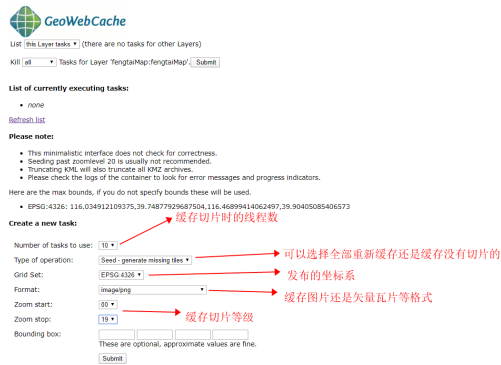 GeoWebCache
List this Layer tasks (there are no tasks for other Layers)
Kill all Tasks for Layer 'fengtaiMap:fengtaiMap'. Submit
List of currently executing tasks:
none
Refresh list
Please note:
This minimalistic interface does not check for correctness.
Seeding past zoomlevel 20 is usually not recommended.
Truncating KML will also truncate all KMZ archives.
Please check the logs of the container to look for error messages and progress indicators.
Here are the max bounds, if you do not specify bounds these will be used.
EPSG:4326: 116.034912109375,39.74877929687504,116.46899414062497,39.90405085406573
Create a new task:
缓存切片时的线程数
Number of tasks to use: 10
Type of operation: Seed - generate missing tiles
可以选择全部重新缓存还是缓存没有切片的
Grid Set: EPSG:4326
发布的坐标系
Format: image/png
缓存图片还是矢量瓦片等格式
Zoom start: 00
缓存切片等级
Zoom stop: 19
Bounding box:
These are optional, approximate values are fine.
Submit